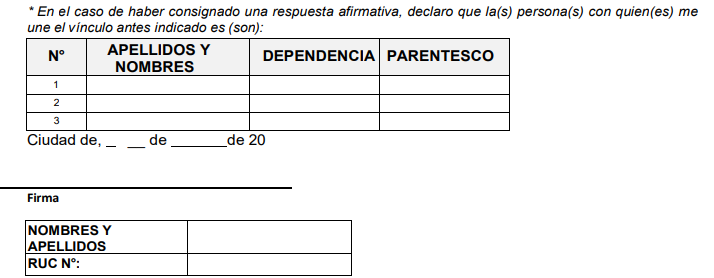 * En el caso de haber consignado una respuesta afirmativa, declaro que la(s) persona(s) con quien(es) me
une el vínculo antes indicado es (son):
N° APELLIDOS Y NOMBRES DEPENDENCIA PARENTESCO
1
2
3
Ciudad de, _ __ de _______de 20
Firma
NOMBRES Y
APELLIDOS
RUC N°: